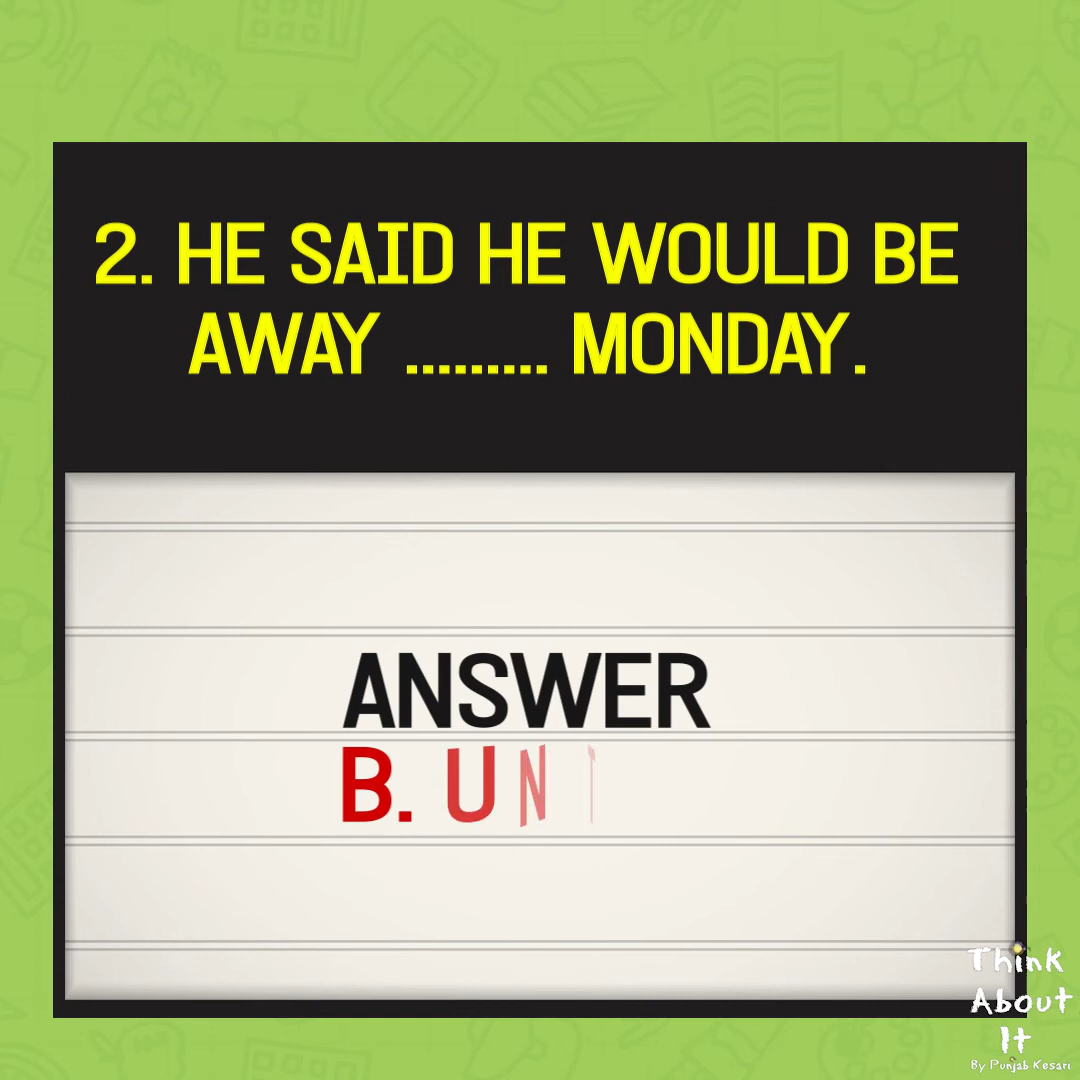 2. HE SAID HE WOULD BE
AWAY ......... MONDAY.
ANSWER
B. UN
Think
About
It
By Punjab Kesari